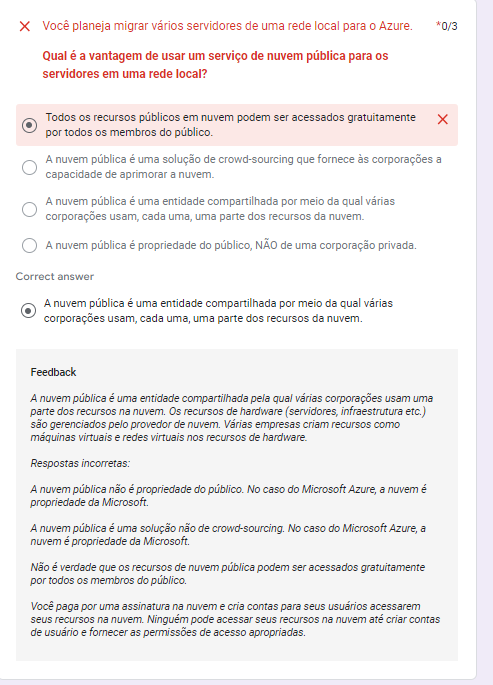 Você planeja migrar vários servidores de uma rede local para o Azure. *0/3
Qual é a vantagem de usar um serviço de nuvem pública para os
servidores em uma rede local?
Todos os recursos públicos em nuvem podem ser acessados gratuitamente
por todos os membros do público.
A nuvem pública é uma solução de crowd-sourcing que fornece às corporações a
capacidade de aprimorar a nuvem.
A nuvem pública é uma entidade compartilhada por meio da qual várias
corporações usam, cada uma, uma parte dos recursos da nuvem.
A nuvem pública é propriedade do público, NÃO de uma corporação privada.
Correct answer
A nuvem pública é uma entidade compartilhada por meio da qual várias
corporações usam, cada uma, uma parte dos recursos da nuvem.
Feedback
A nuvem pública é uma entidade compartilhada pela qual várias corporações usam uma
parte dos recursos na nuvem. Os recursos de hardware (servidores, infraestrutura etc.)
são gerenciados pelo provedor de nuvem. Várias empresas criam recursos como
máquinas virtuais e redes virtuais nos recursos de hardware.
Respostas incorretas:
A nuvem pública não é propriedade do público. No caso do Microsoft Azure, a nuvem é
propriedade da Microsoft.
A nuvem pública é uma solução não de crowd-sourcing. No caso do Microsoft Azure, a
nuvem é propriedade da Microsoft.
Não é verdade que os recursos de nuvem pública podem ser acessados gratuitamente
por todos os membros do público.
Você paga por uma assinatura na nuvem e cria contas para seus usuários acessarem
seus recursos na nuvem. Ninguém pode acessar seus recursos na nuvem até criar contas
de usuário e fornecer as permissões de acesso apropriadas.